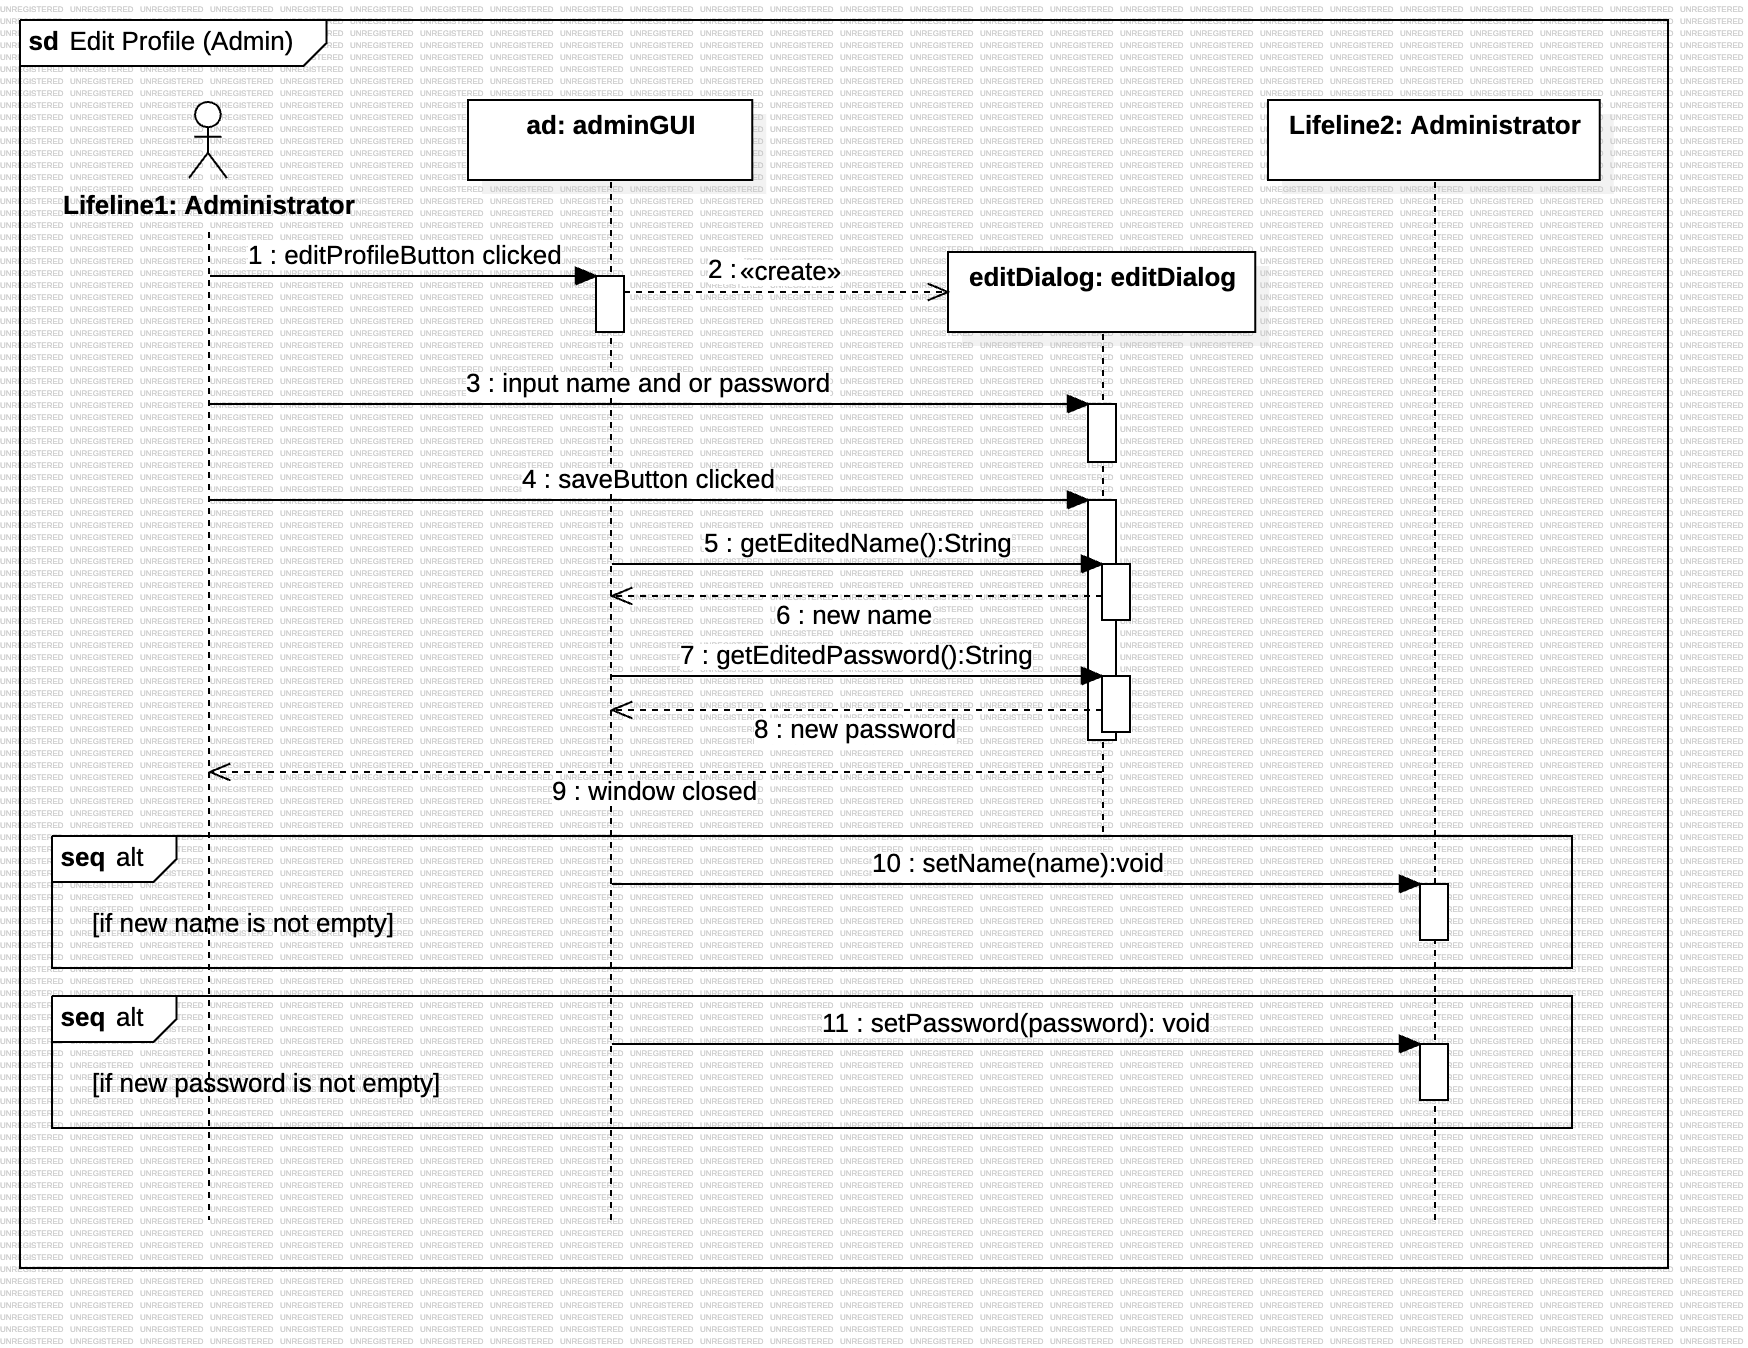 sd Edit Profile (Admin)
ad: adminGUI
Lifeline2: Administrator
Lifeline1: Administrator
1 : editProfileButton clicked
2 : «create»
editDialog: editDialog
3 : input name and or password
4 : saveButton clicked
5 : getEditedName():String
6 : new name
7 : getEditedPassword():String
8 : new password
9 : window closed
seq alt
10 : setName(name):void
[if new name is not empty]
seq alt
11 : setPassword(password): void
[if new password is not empty]
UNREGISTERED